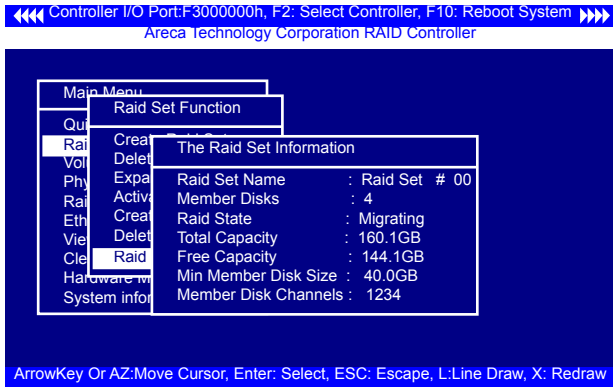 Controller I/O Port:F3000000h, F2: Select Controller, F10: Reboot System
Areca Technology Corporation RAID Controller
Main Menu
Raid Set Function
The Raid Set Information
Raid Set Name : Raid Set # 00
Member Disks : 4
Raid State : Migrating
Total Capacity : 160.1GB
Free Capacity : 144.1GB
Min Member Disk Size : 40.0GB
Member Disk Channels : 1234
Raid
System infor
ArrowKey Or AZ:Move Cursor, Enter: Select, ESC: Escape, L:Line Draw, X: Redraw